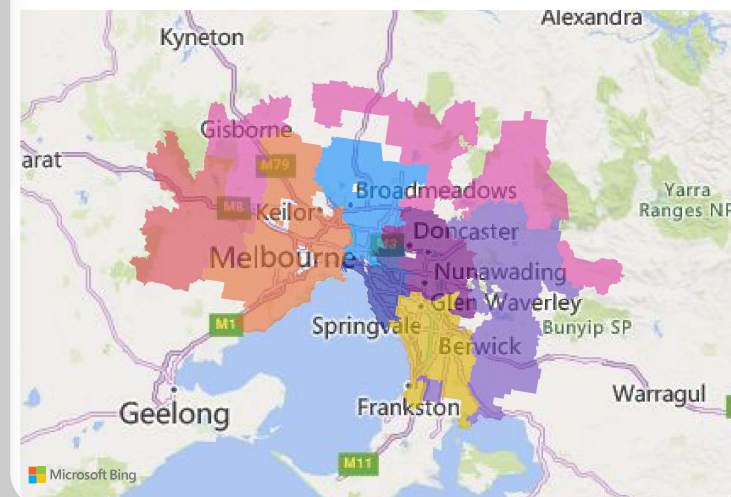 Alexandra
Kyneton
Gisborne
arat
M79
Yarra
Ranges NP
Broadmeadows
M8
Keilor
Doncaster
M3
Melbourne
Nunawading
Glen Waverley
M1
Springvale
Bunyip SP
Berwick
Warragul
Frankston
Geelong
M11
Microsoft Bing